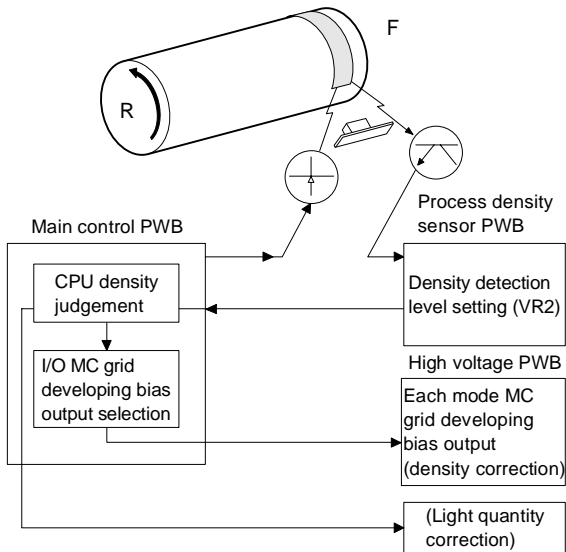 F
R
Process density
sensor PWB
Main control PWB
CPU density
judgement
Density detection
level setting (VR2)
I/O MC grid
developing bias
output selection
High voltage PWB
Each mode MC
grid developing
bias output
(density correction)
(Light quantity
correction)